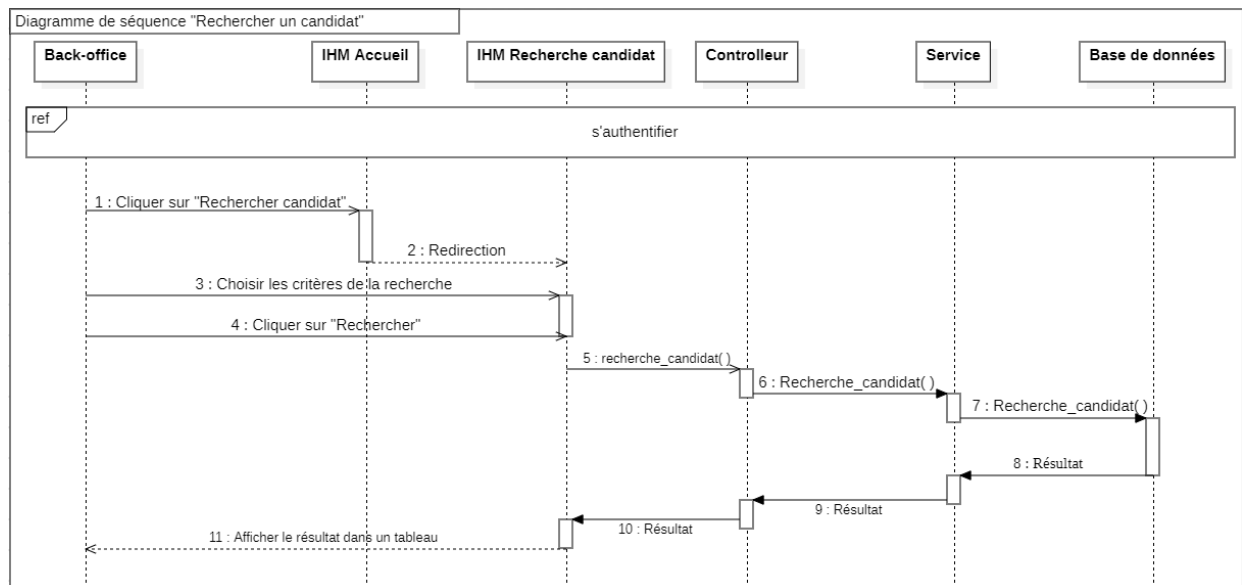 Diagramme de séquence "Rechercher un candidat"
Back-office
IHM Accueil
IHM Recherche candidat
Controlleur
Service
Base de données
ref
s'authentifier
1 : Cliquer sur "Rechercher candidat"
2 : Redirection
3 : Choisir les critères de la recherche
4 : Cliquer sur "Rechercher"
5 : recherche_candidat( )
6 : Recherche_candidat( )
7 : Recherche_candidat( )
8 : Résultat
9 : Résultat
10 : Résultat
11 : Afficher le résultat dans un tableau